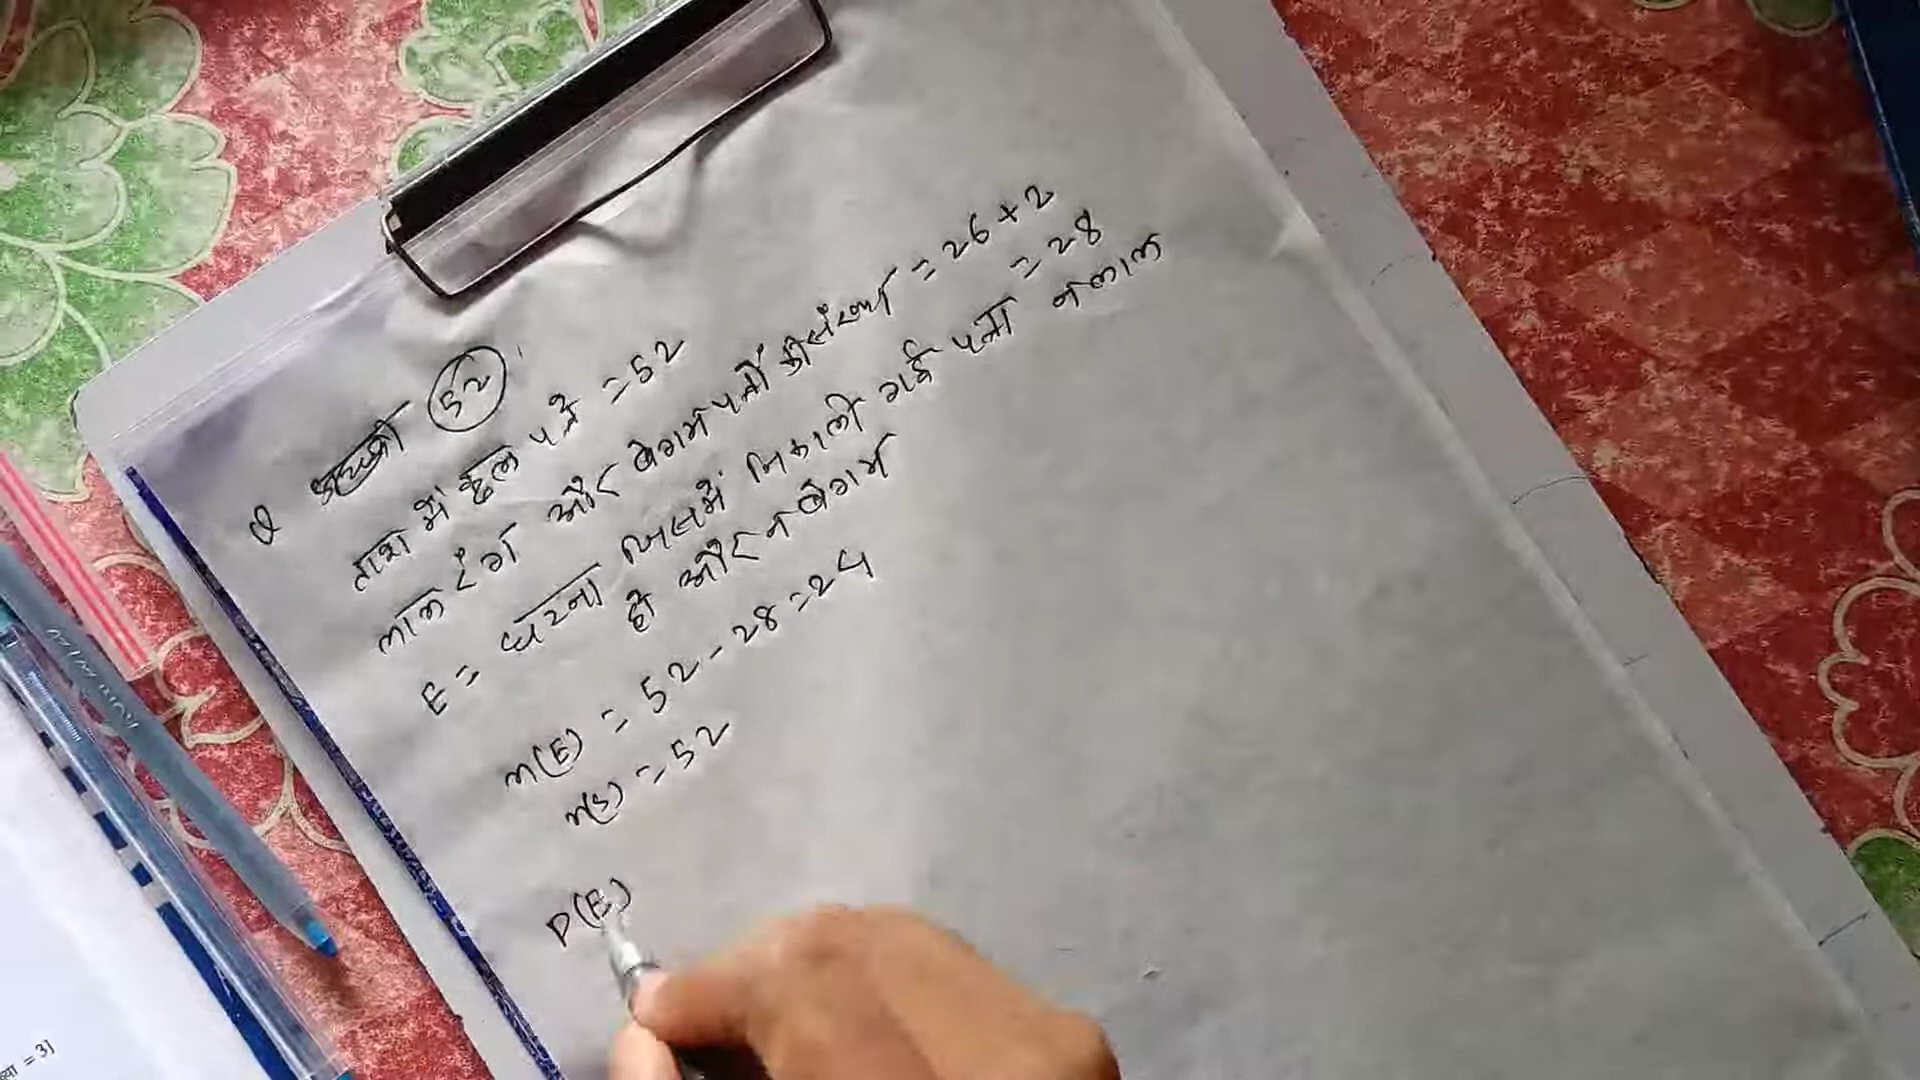 Q 52
ताश में कुल पत्ते = 52
लाल रंग और बेगम पत्तों की संख्या = 26 + 2
= 28
E = घटना जिसमें निकाली गई पत्ता न लाल
हो और न बेगम
n(E) = 52 - 28 = 24
n(S) = 52
P(E)
= 31